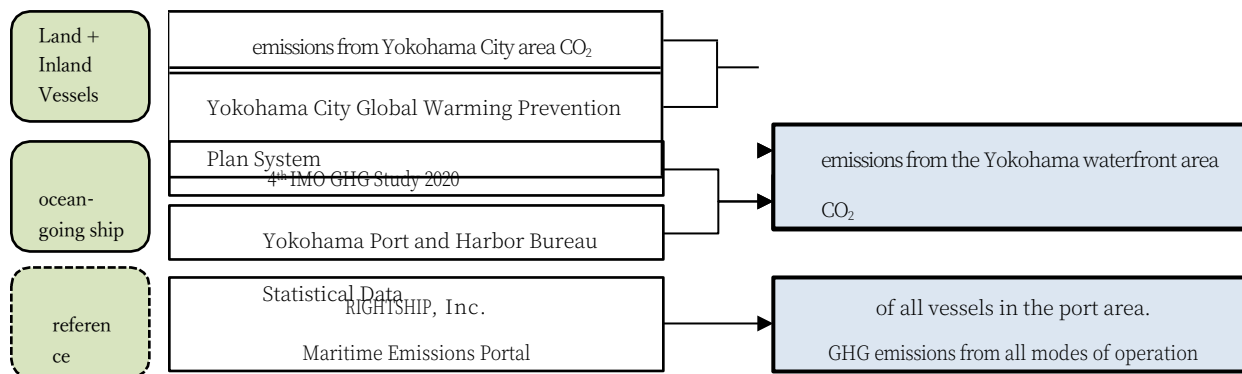 Land +
Inland
Vessels
emissions from Yokohama City area CO₂
Yokohama City Global Warming Prevention
Plan System
4th IMO GHG Study 2020
ocean-
going ship
Yokohama Port and Harbor Bureau
Statistical Data
emissions from the Yokohama waterfront area
CO₂
referen
ce
RIGHTSHIP, Inc.
Maritime Emissions Portal
of all vessels in the port area.
GHG emissions from all modes of operation